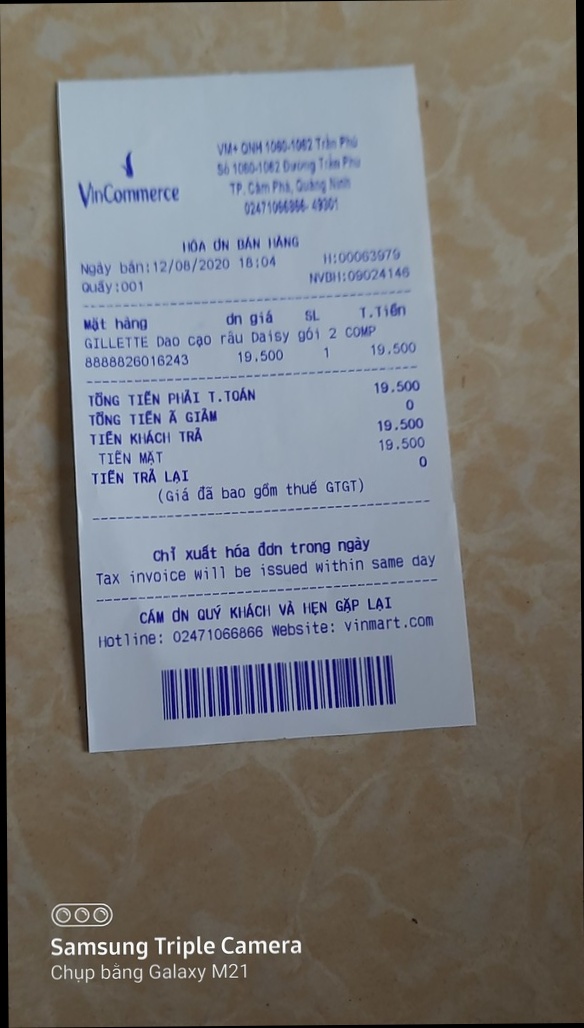 VinCommerce
VM+ QNH 1060-1062 Trần Phú
Số 1060-1062 Đường Trần Phú
TP. Cẩm Phả, Quảng Ninh
02471066866- 49301
HÓA ƠN BÁN HÀNG
Ngày bán:12/08/2020 18:04 H:00063979
Quầy:001 NVBH:09024146
Mặt hàng ơn giá SL T.Tiền
GILLETTE Dao cạo râu Daisy gói 2 COMP
8888826016243 19,500 1 19,500
TỔNG TIỀN PHẢI T.TOÁN 19.500
TỔNG TIỀN Ã GIẢM 0
TIỀN KHÁCH TRẢ 19.500
TIỀN MẶT 19.500
TIỀN TRẢ LẠI 0
(Giá đã bao gồm thuế GTGT)
Chỉ xuất hóa đơn trong ngày
Tax invoice will be issued within same day
CÁM ƠN QUÝ KHÁCH VÀ HẸN GẶP LẠI
Hotline: 02471066866 Website: vinmart.com
Samsung Triple Camera
Chụp bằng Galaxy M21